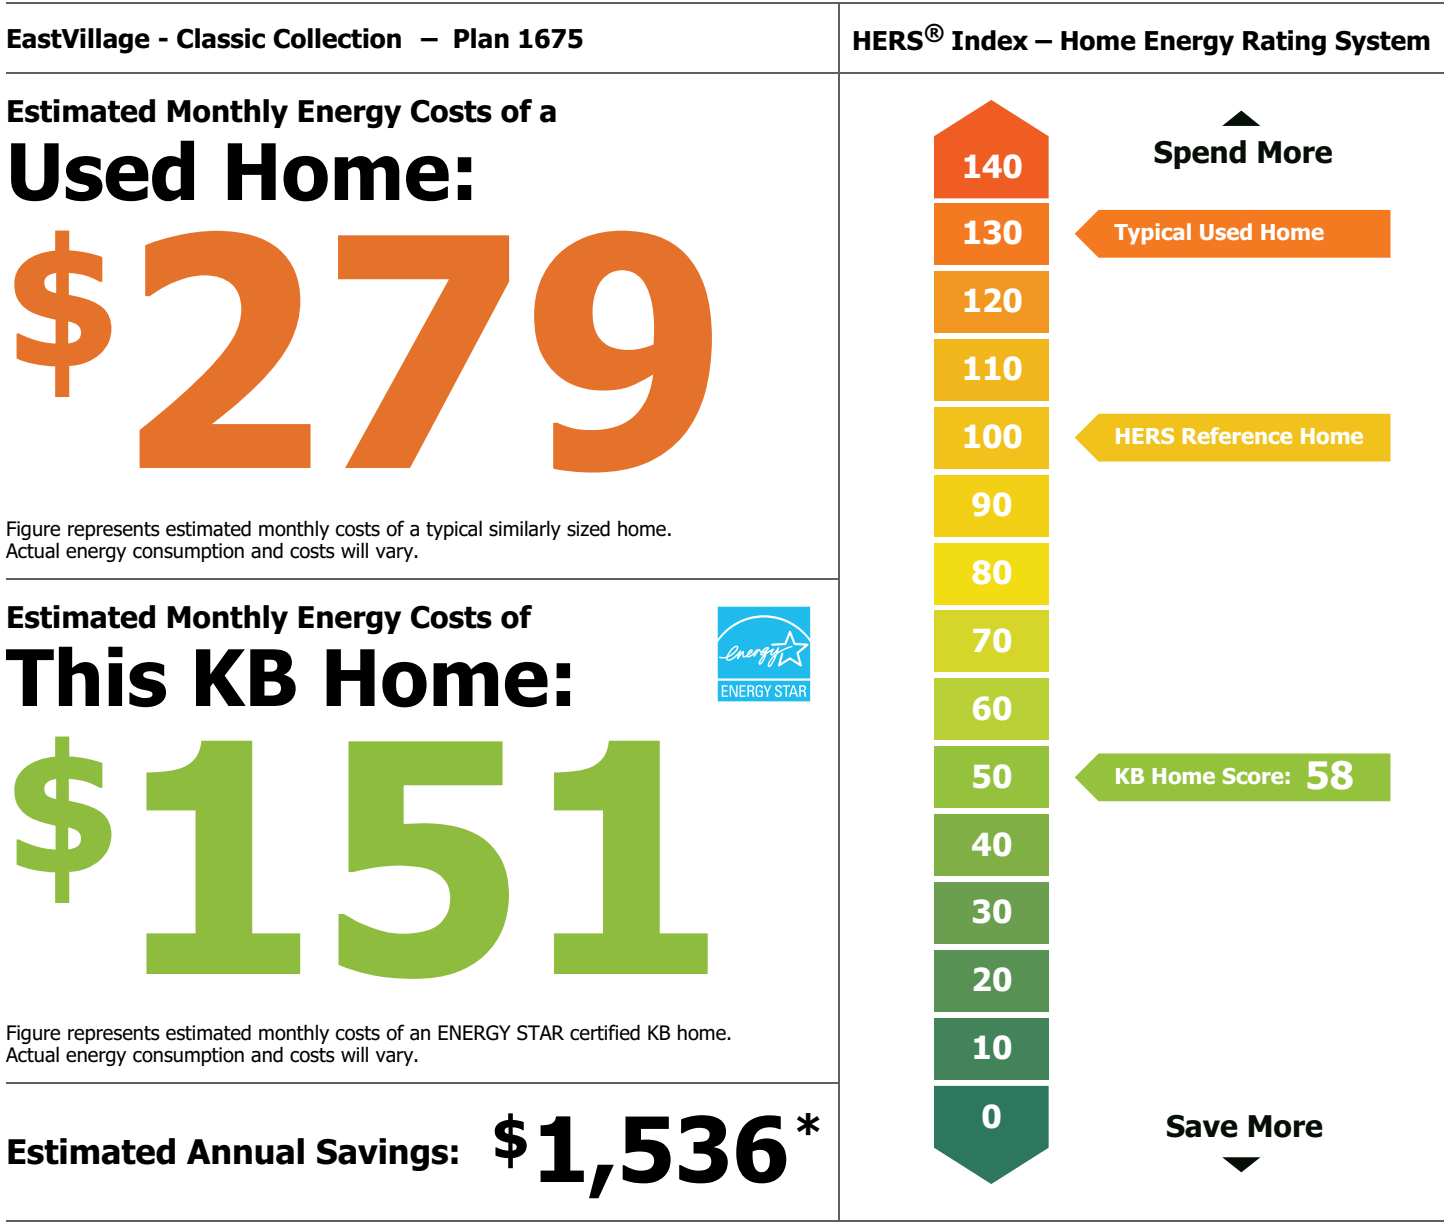 EastVillage - Classic Collection – Plan 1675
Estimated Monthly Energy Costs of a
Used Home:
$279
Figure represents estimated monthly costs of a typical similarly sized home.
Actual energy consumption and costs will vary.
Estimated Monthly Energy Costs of
This KB Home:
energy
ENERGY STAR
$151
Figure represents estimated monthly costs of an ENERGY STAR certified KB home.
Actual energy consumption and costs will vary.
Estimated Annual Savings: $1,536*
HERS® Index – Home Energy Rating System
Spend More
140
130 Typical Used Home
120
110
100 HERS Reference Home
90
80
70
60
50 KB Home Score: 58
40
30
20
10
0
Save More